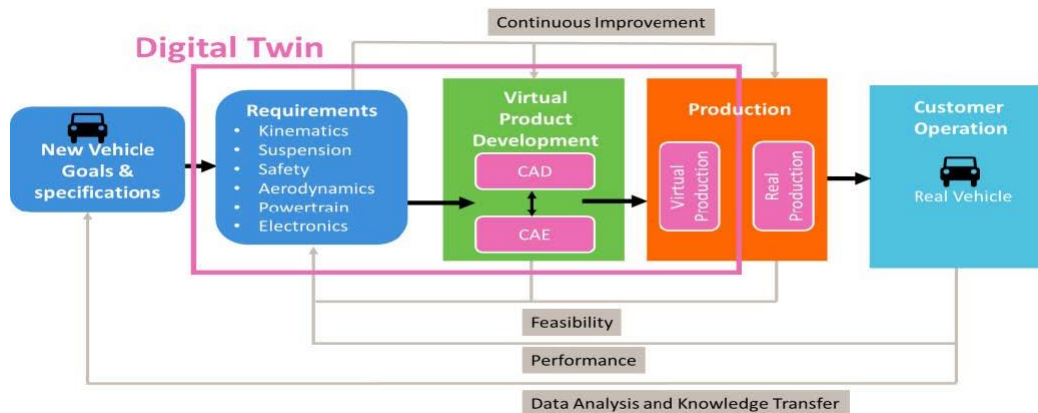 Continuous Improvement
Digital Twin
New Vehicle
Goals &
specifications
Requirements
• Kinematics
• Suspension
• Safety
• Aerodynamics
• Powertrain
• Electronics
Virtual
Product
Development
CAD
CAE
Production
Virtual
Production
Real
Production
Customer
Operation
Real Vehicle
Feasibility
Performance
Data Analysis and Knowledge Transfer